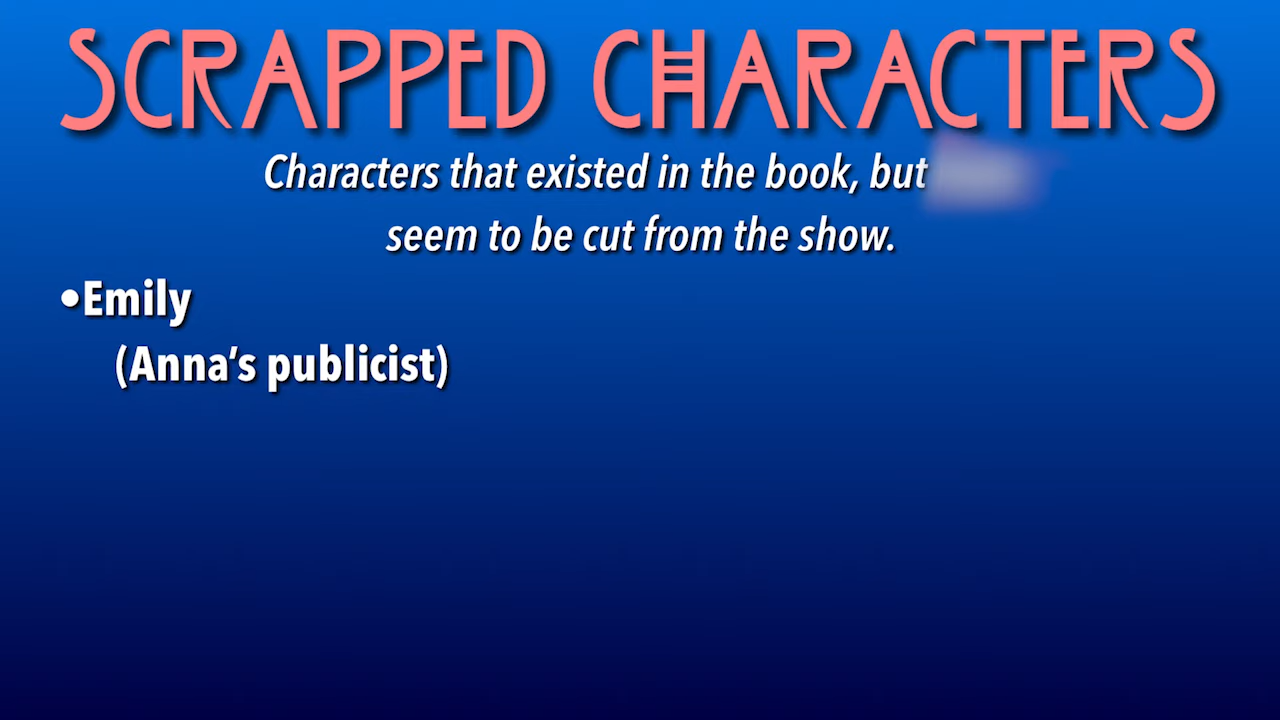 SCRAPPED CHARACTERS
Characters that existed in the book, but
seem to be cut from the show.
•Emily
(Anna's publicist)